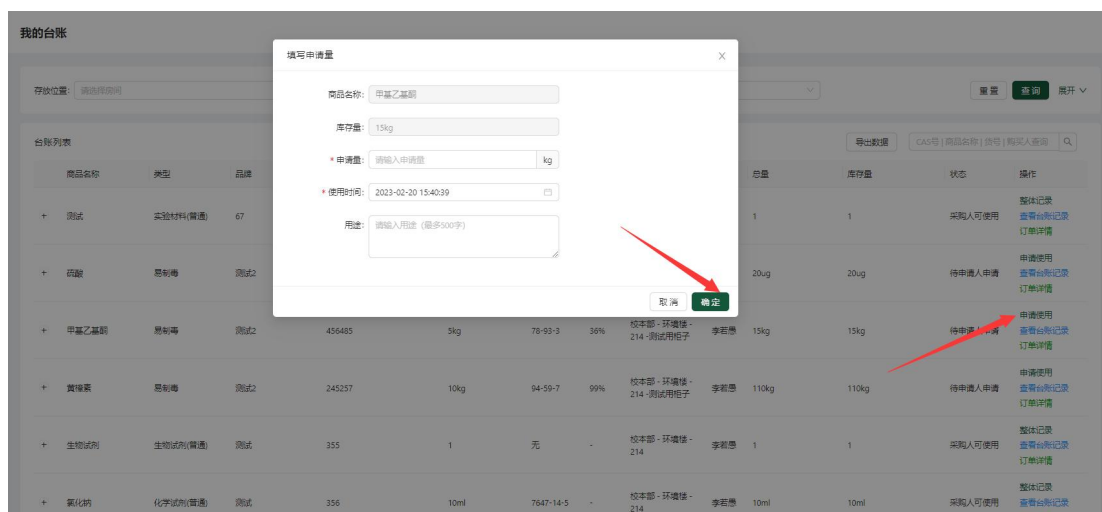 我的台账
填写申请量
存放位置: 请选择房间
重置 查询 展开
商品名称: 甲基乙基酮
库存量: 15kg
* 申请量: 请输入申请量 kg
* 使用时间: 2023-02-20 15:40:39
用途: 请输入用途（最多500字）
取消 确定
台账列表
导出数据 CAS号 | 商品名称 | 货号 | 购买人查询
商品名称 类型 品牌 总量 库存量 状态 操作
+ 测试 实验材料(普通) 67 1 1 采购人可使用 整体记录
查看台账记录
订单详情
+ 硫酸 易制毒 测试2 20ug 20ug 待申请人申请 申请使用
查看台账记录
订单详情
+ 甲基乙基酮 易制毒 测试2 456485 5kg 78-93-3 36% 校本部 - 环境楼 - 李若愚 15kg 15kg 待申请人申请 申请使用
214 -测试用柜子 查看台账记录
订单详情
+ 黄樟素 易制毒 测试2 245257 10kg 94-59-7 99% 校本部 - 环境楼 - 李若愚 110kg 110kg 待申请人申请 申请使用
214 -测试用柜子 查看台账记录
订单详情
+ 生物试剂 生物试剂(普通) 测试 355 1 无 - 校本部 - 环境楼 - 李若愚 1 1 采购人可使用 整体记录
214 查看台账记录
订单详情
+ 氯化钠 化学试剂(普通) 测试 356 10ml 7647-14-5 - 校本部 - 环境楼 - 李若愚 10ml 10ml 采购人可使用 整体记录
214 查看台账记录